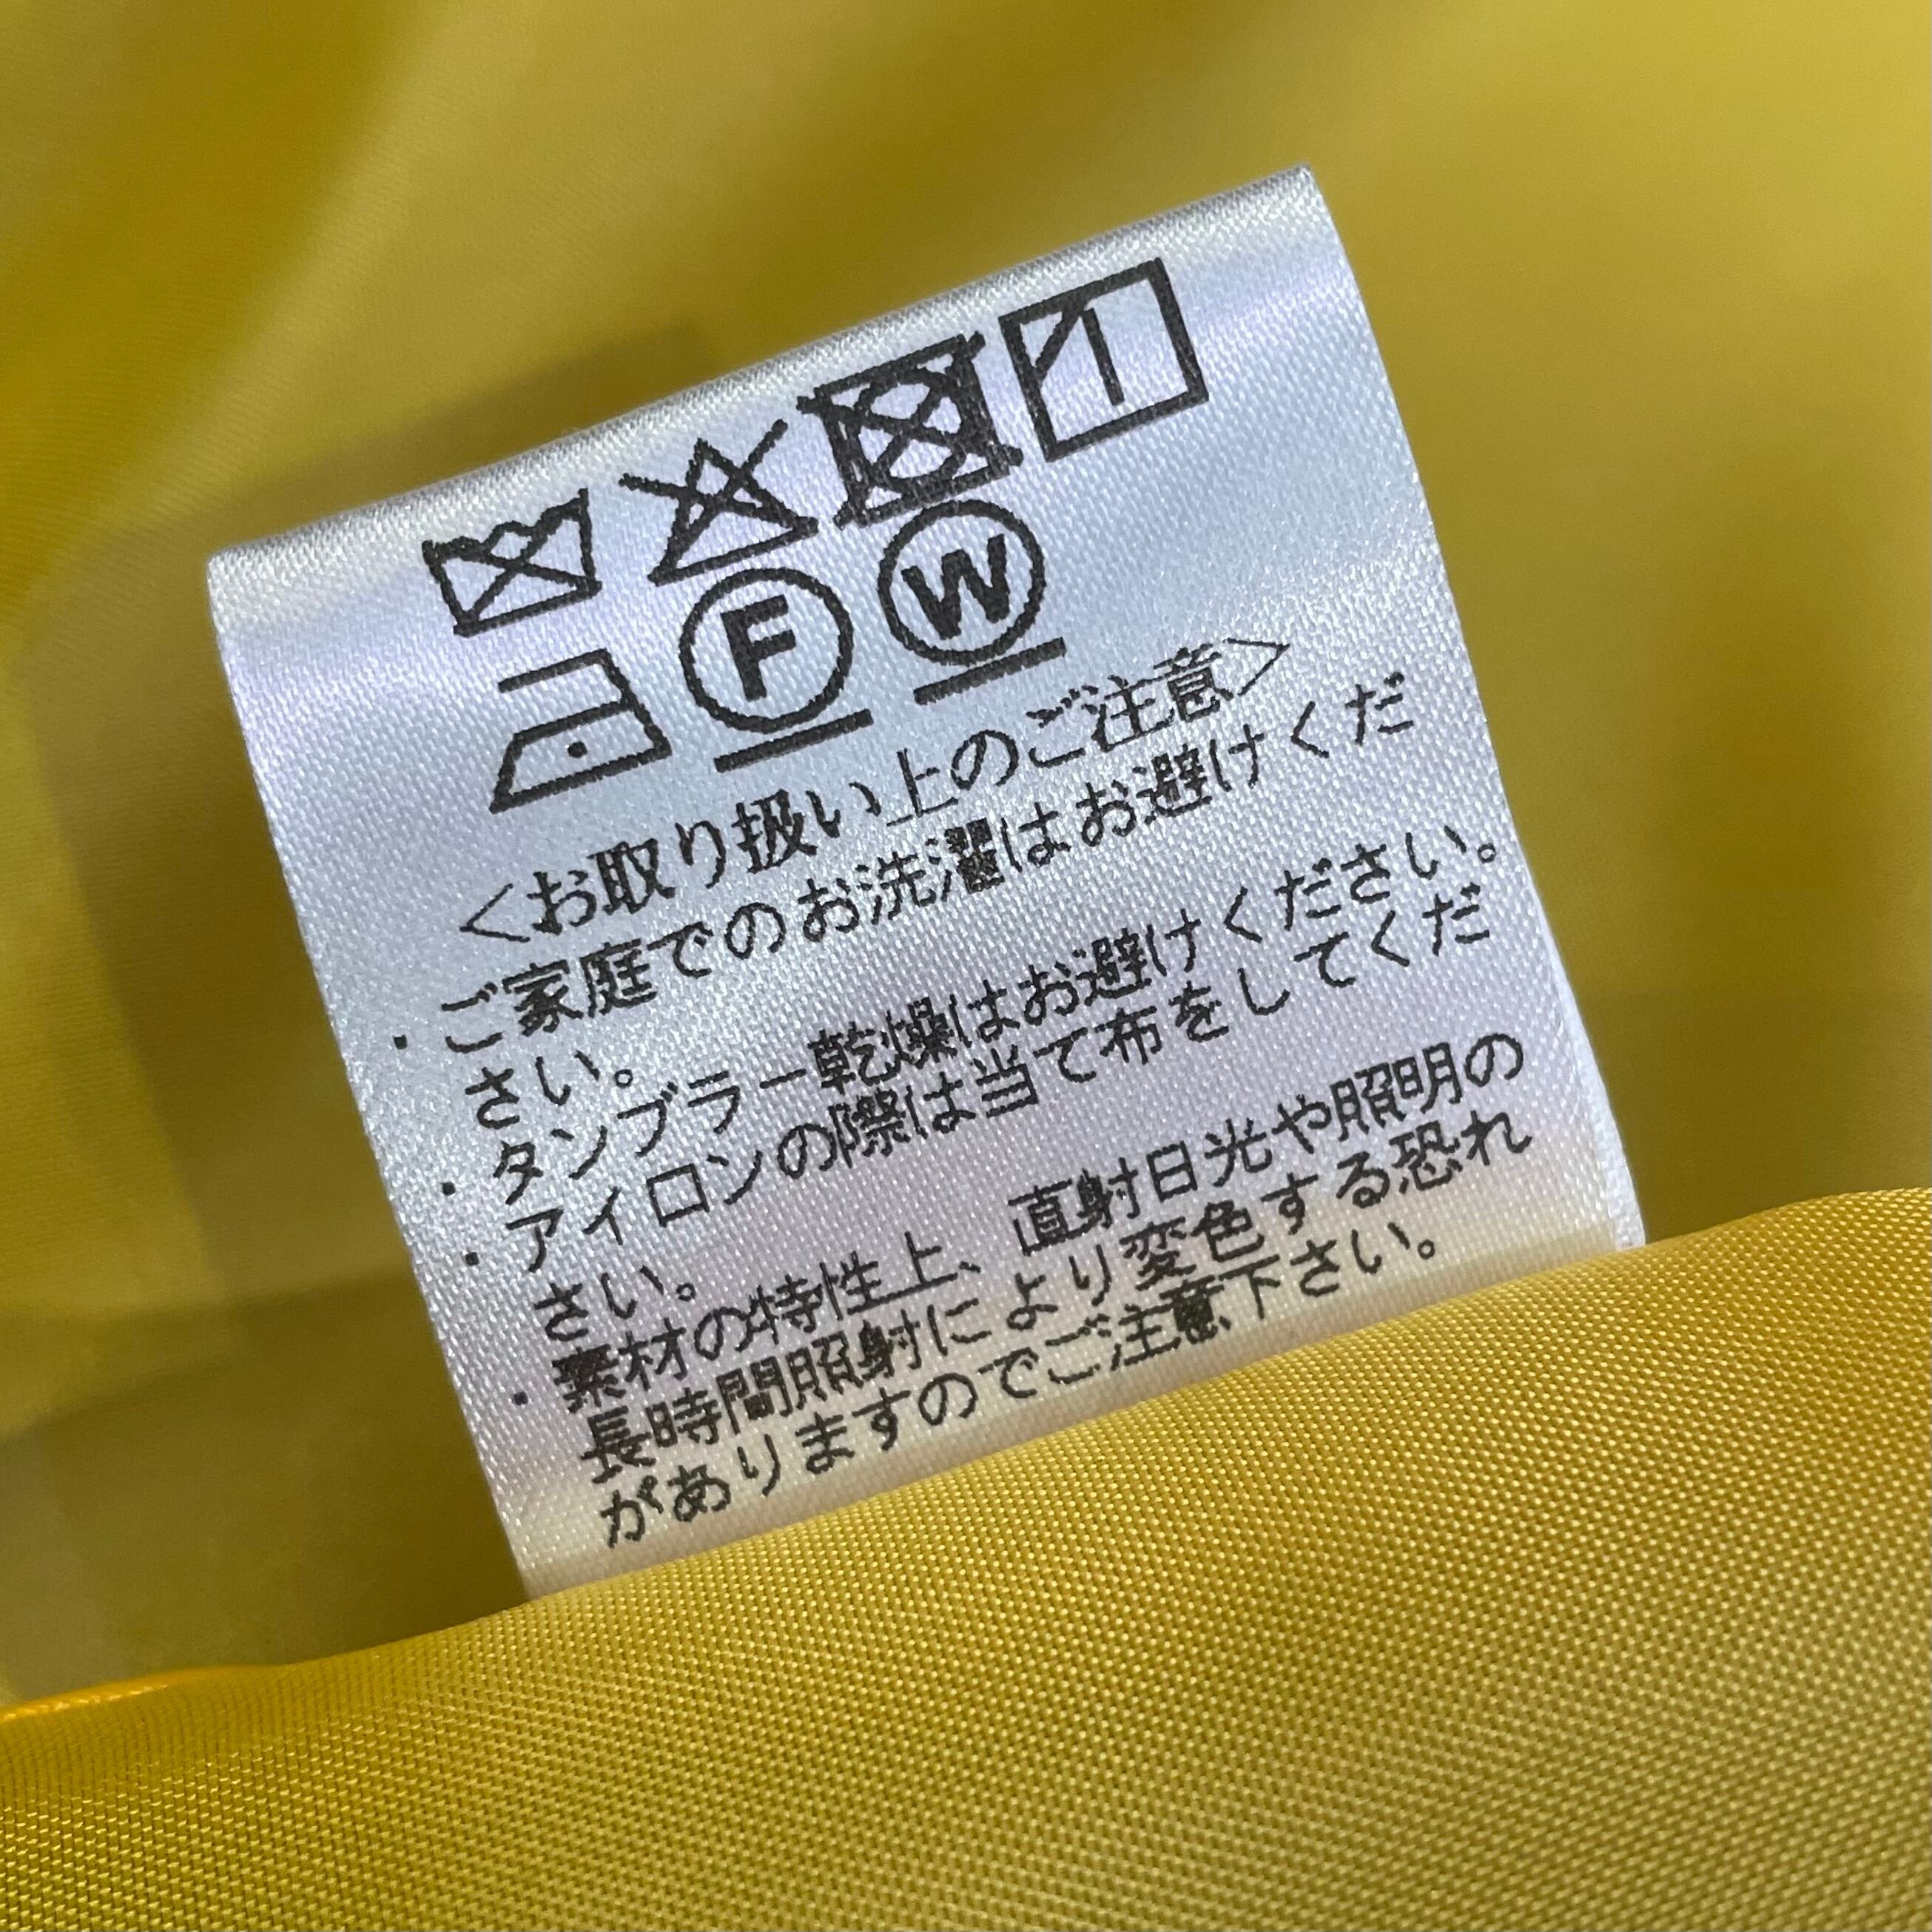 F W
＜お取り扱い上のご注意＞
・ご家庭でのお洗濯はお避けくだ
さい。
・タンブラー乾燥はお避けください。
・アイロンの際は当て布をしてくだ
さい。
・素材の特性上、直射日光や照明の
長時間照射により変色する恐れ
がありますのでご注意下さい。